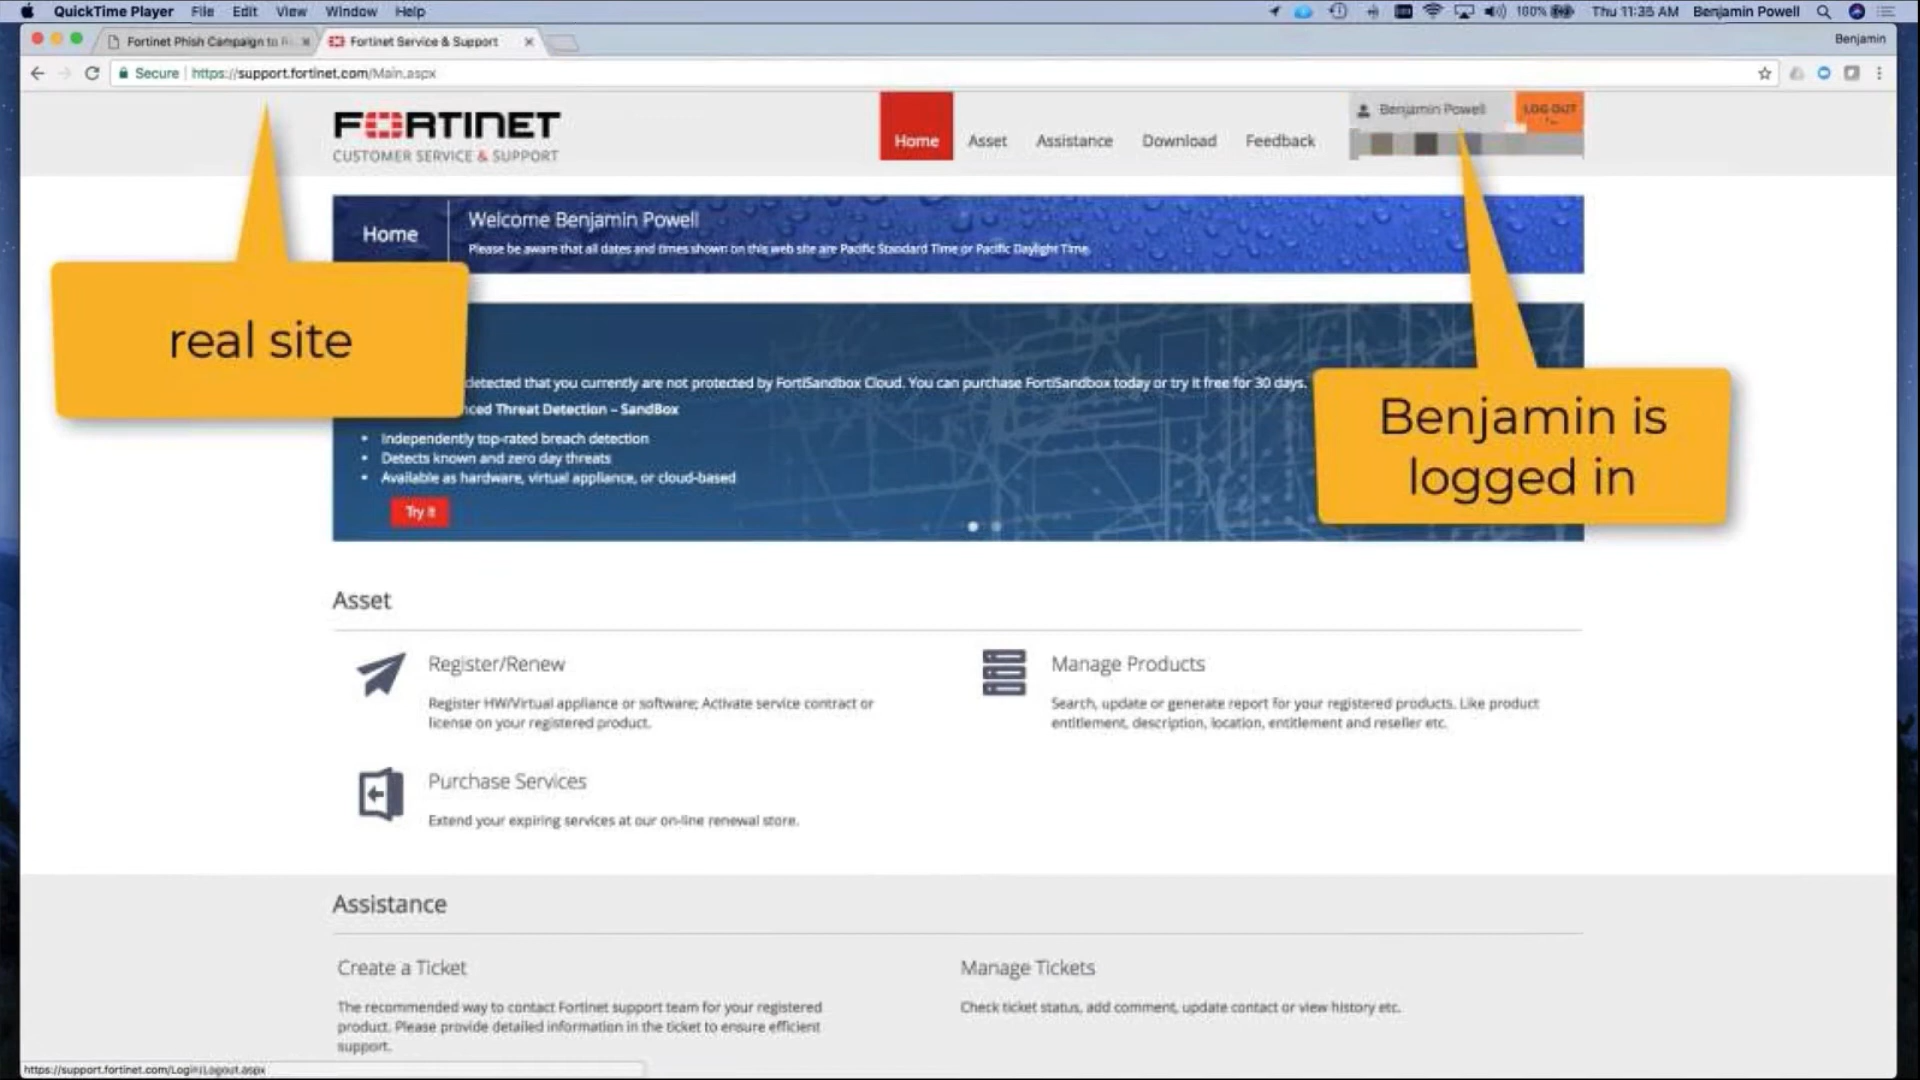 QuickTime Player File Edit View Window Help 100% Thu 11:35 AM Benjamin Powell
Fortinet Phish Campaign to Fortinet Service & Support Benjamin
Secure https://support.fortinet.com/Main.aspx
FORTINET
CUSTOMER SERVICE & SUPPORT
Home Asset Assistance Download Feedback
Benjamin Powell LOG OUT
Home
Welcome Benjamin Powell
Please be aware that all dates and times shown on this web site are Pacific Standard Time or Pacific Daylight Time.
real site
Benjamin is
logged in
detected that you currently are not protected by FortiSandbox Cloud. You can purchase FortiSandbox today or try it free for 30 days.
nced Threat Detection – SandBox
• Independently top-rated breach detection
• Detects known and zero day threats
• Available as hardware, virtual appliance, or cloud-based
Try It
Asset
Register/Renew
Register HW/Virtual appliance or software; Activate service contract or
license on your registered product.
Manage Products
Search, update or generate report for your registered products. Like product
entitlement, description, location, entitlement and reseller etc.
Purchase Services
Extend your expiring services at our on-line renewal store.
Assistance
Create a Ticket
The recommended way to contact Fortinet support team for your registered
product. Please provide detailed information in the ticket to ensure efficient
support.
Manage Tickets
Check ticket status, add comment, update contact or view history etc.
https://support.fortinet.com/Login/Logout.aspx